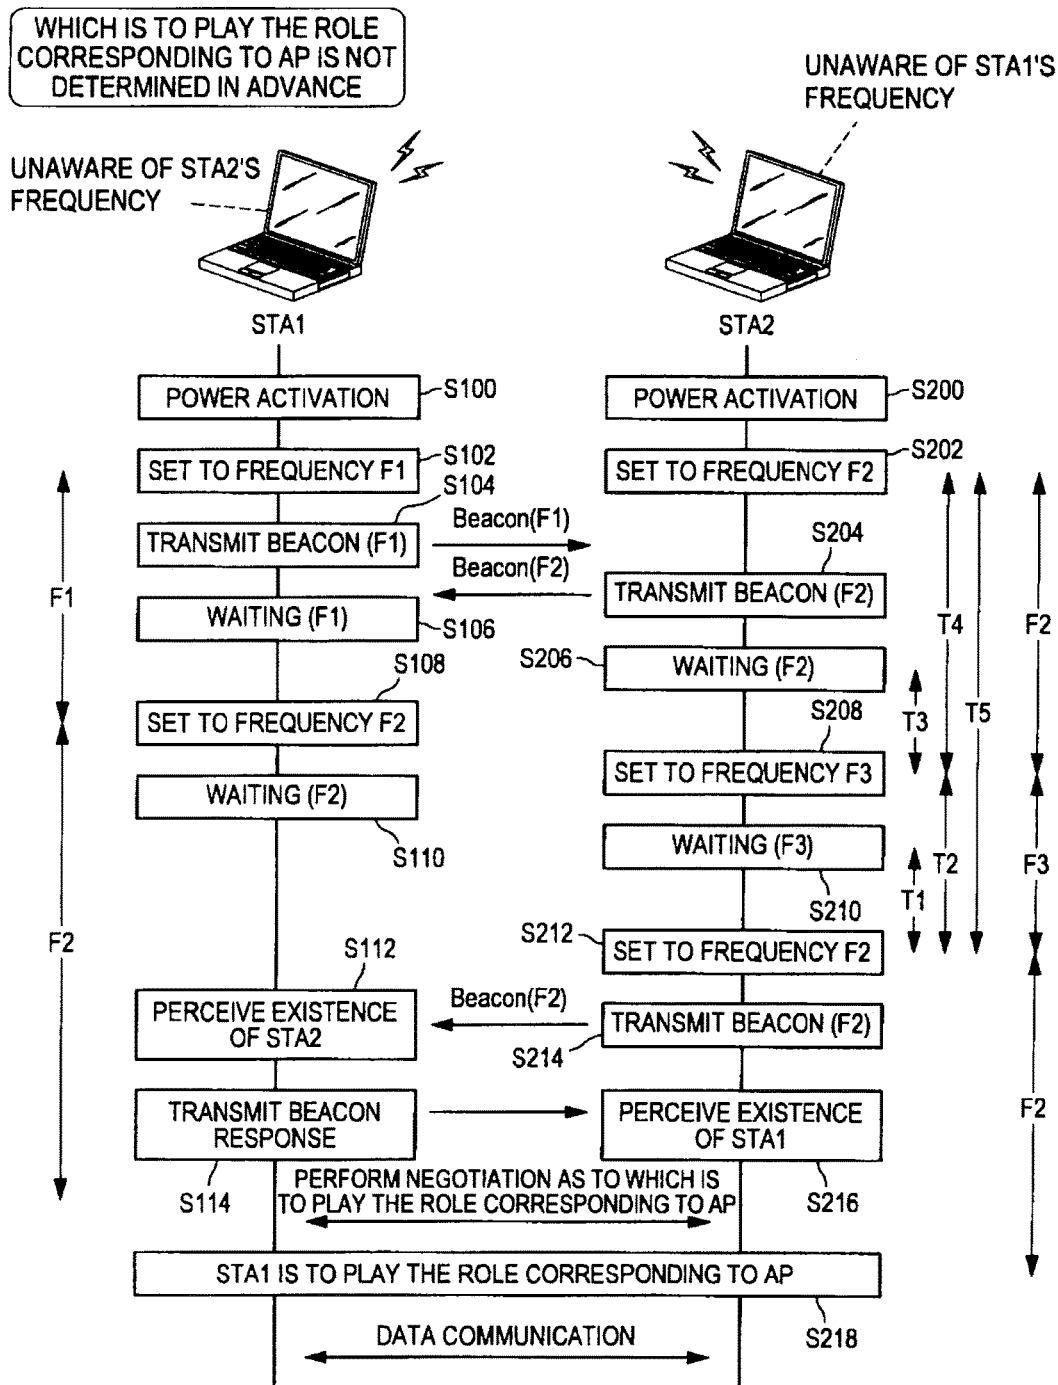 WHICH IS TO PLAY THE ROLE
CORRESPONDING TO AP IS NOT
DETERMINED IN ADVANCE
UNAWARE OF STA1'S
FREQUENCY
UNAWARE OF STA2'S
FREQUENCY
STA1
STA2
POWER ACTIVATION
S100
POWER ACTIVATION
S200
SET TO FREQUENCY F1
S102
SET TO FREQUENCY F2
S202
S104
TRANSMIT BEACON (F1)
Beacon(F1)
S204
Beacon(F2)
TRANSMIT BEACON (F2)
F1
WAITING (F1)
S106
T4
F2
S206
WAITING (F2)
S108
SET TO FREQUENCY F2
S208
T3
T5
SET TO FREQUENCY F3
WAITING (F2)
S110
WAITING (F3)
S210
T1
T2
F3
F2
S212
SET TO FREQUENCY F2
S112
PERCEIVE EXISTENCE
OF STA2
Beacon(F2)
TRANSMIT BEACON (F2)
S214
TRANSMIT BEACON
RESPONSE
S114
PERCEIVE EXISTENCE
OF STA1
S216
F2
PERFORM NEGOTIATION AS TO WHICH IS
TO PLAY THE ROLE CORRESPONDING TO AP
STA1 IS TO PLAY THE ROLE CORRESPONDING TO AP
S218
DATA COMMUNICATION